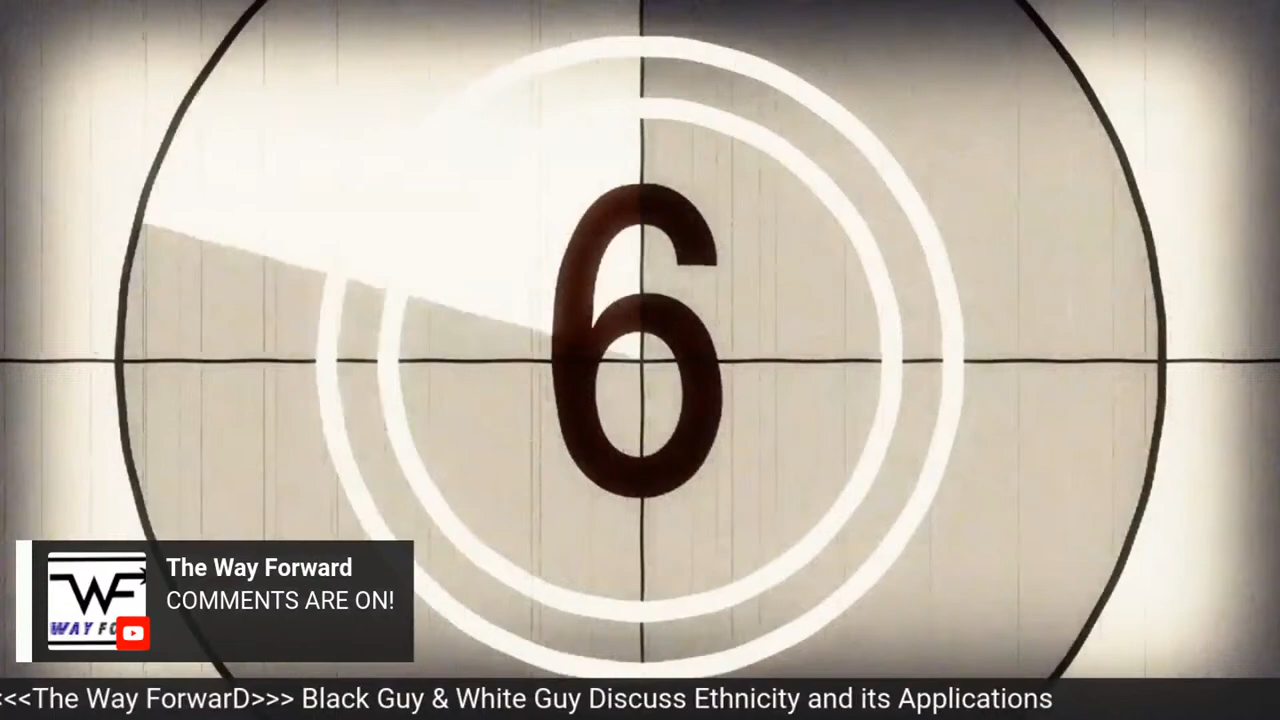 6
The Way Forward
COMMENTS ARE ON!
WF
WAY FO
<<The Way ForwarD>>> Black Guy & White Guy Discuss Ethnicity and its Applications